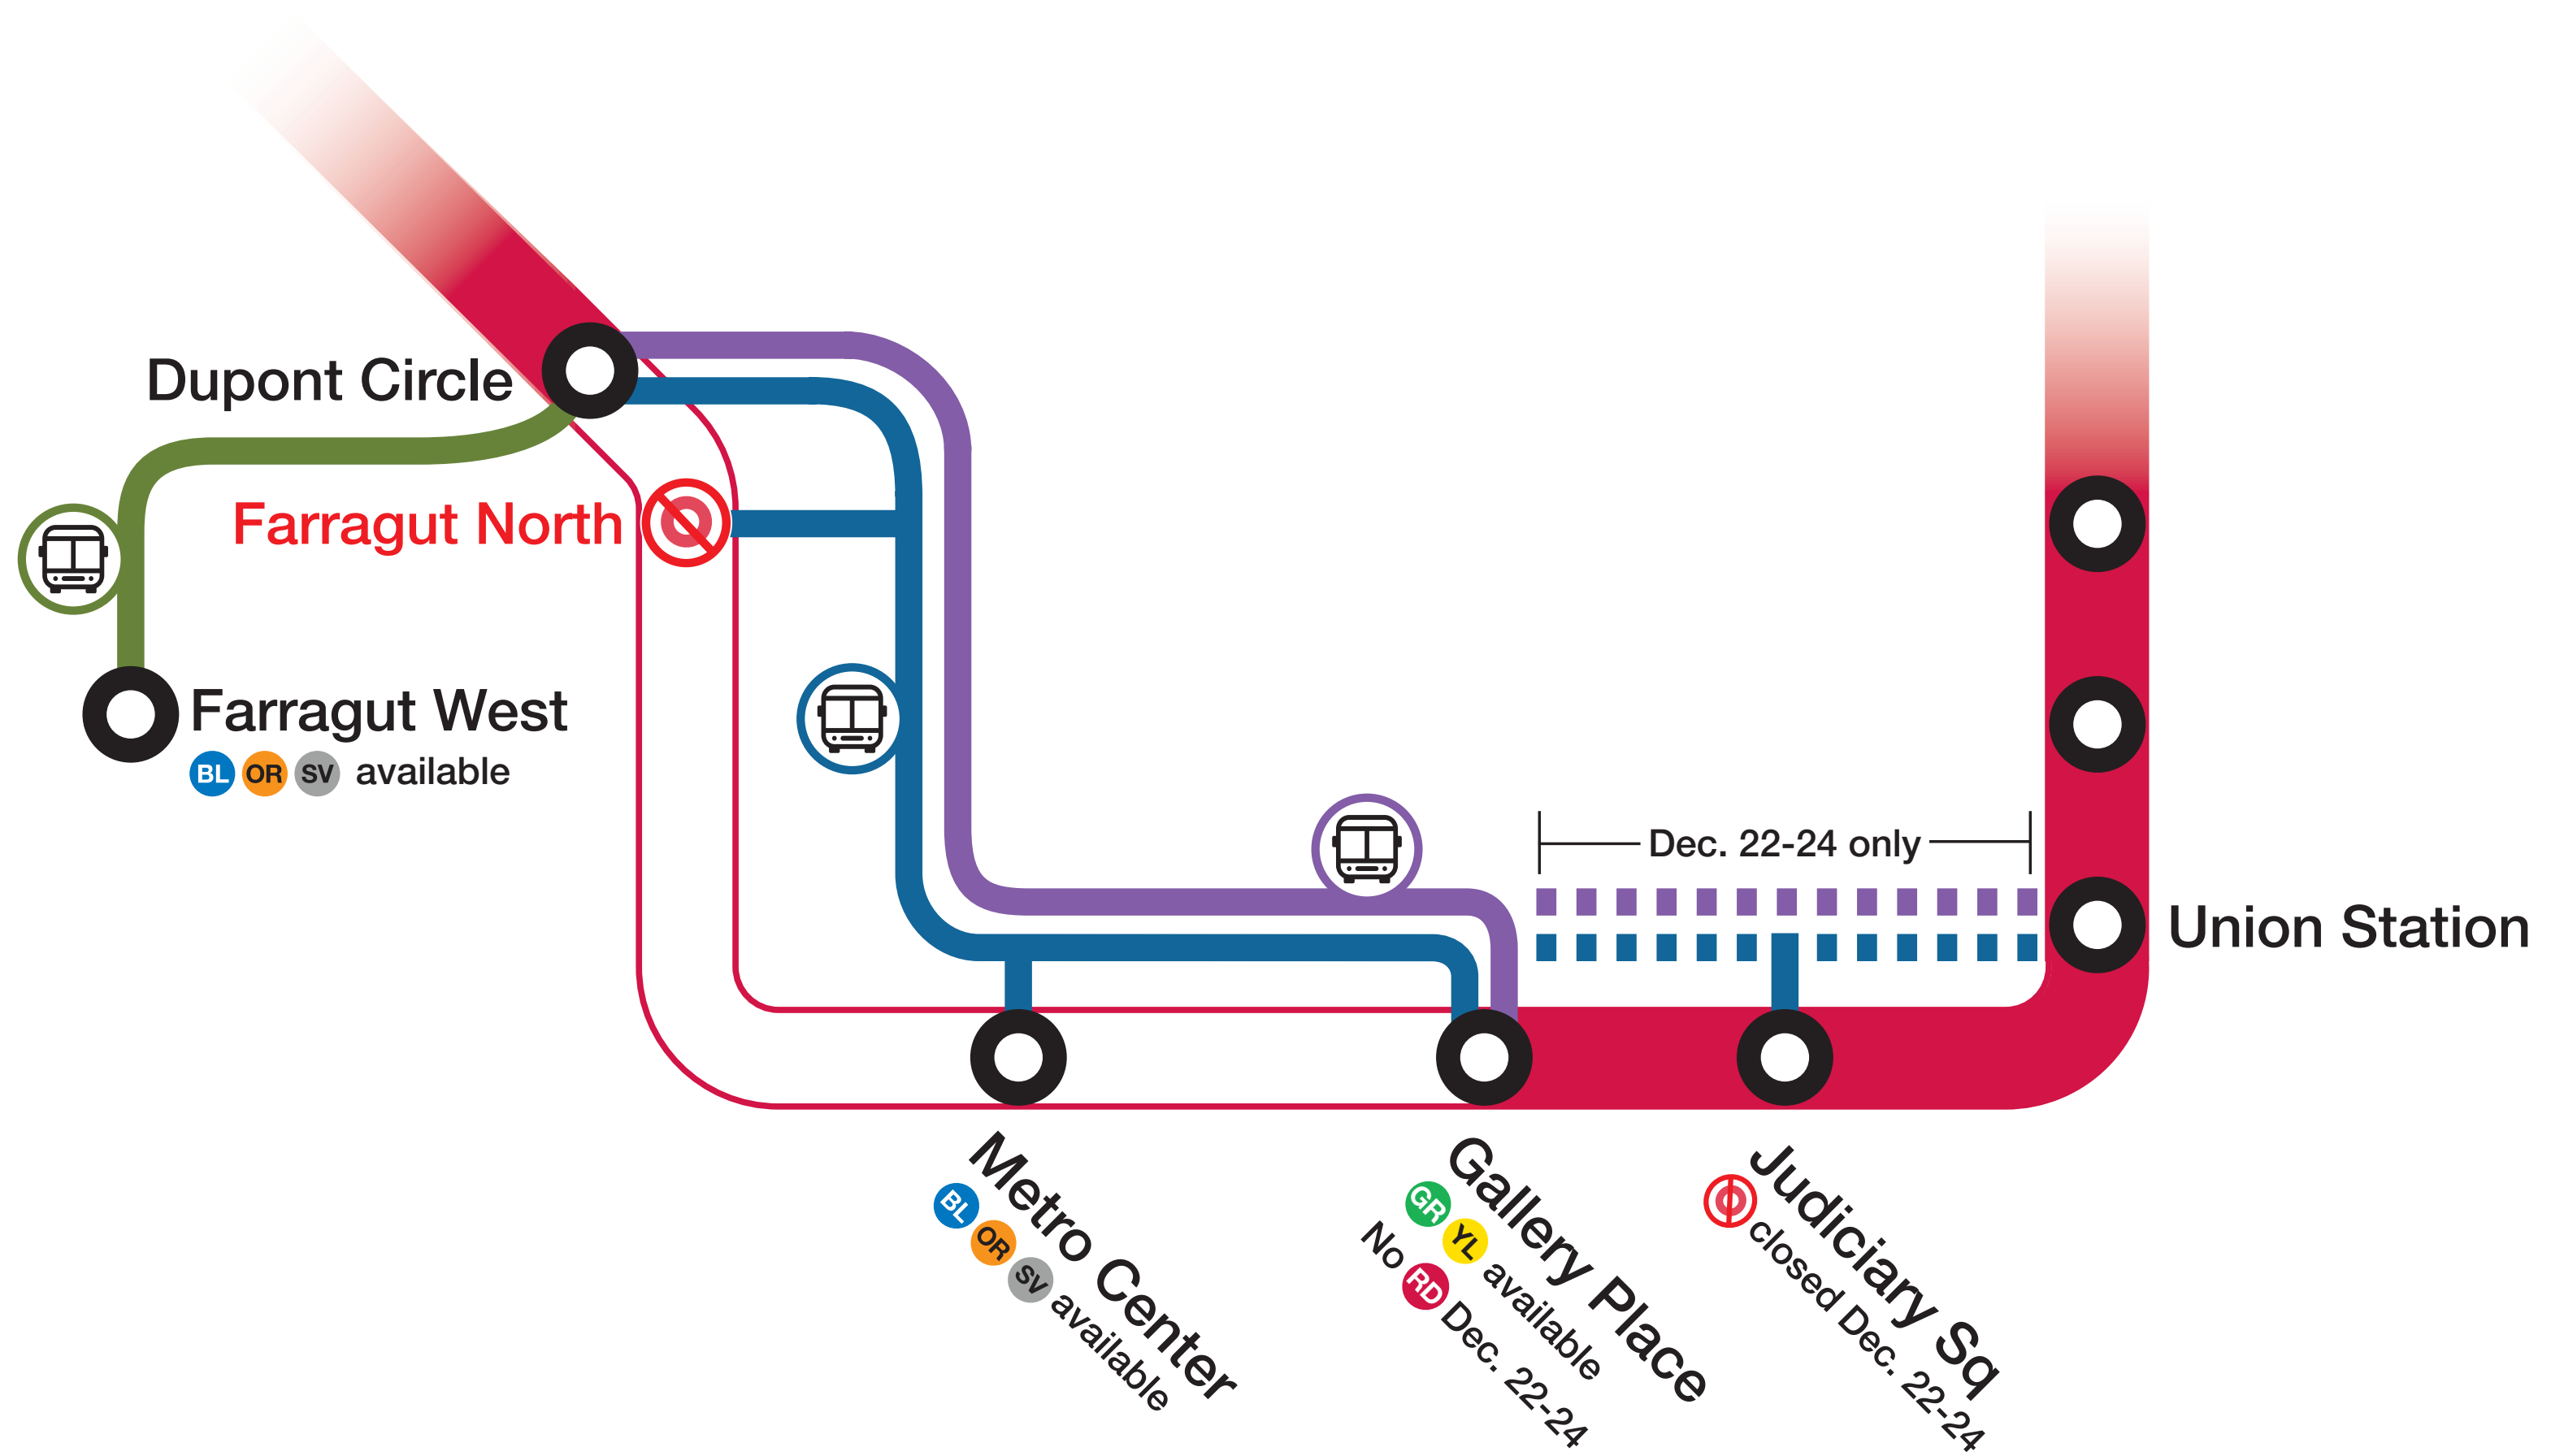 Dupont Circle
Farragut North
Farragut West
BL OR SV available
Dec. 22-24 only
Union Station
Metro Center
BL OR SV available
Gallery Place
GR YL available
No RD Dec. 22-24
Judiciary Sq
closed Dec. 22-24